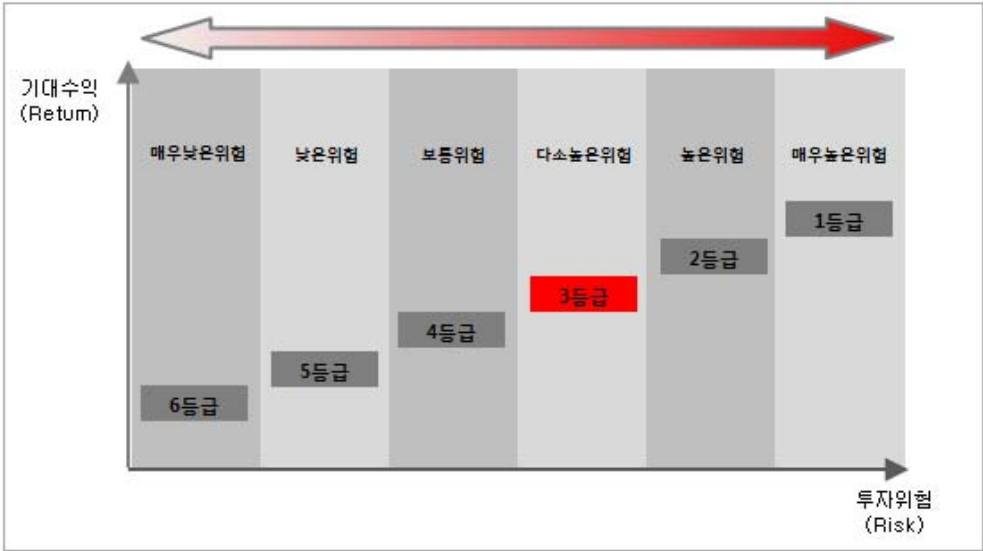 기대수익
(Return)
매우낮은위험 낮은위험 보통위험 다소높은위험 높은위험 매우높은위험
1등급
2등급
3등급
4등급
5등급
6등급
투자위험
(Risk)